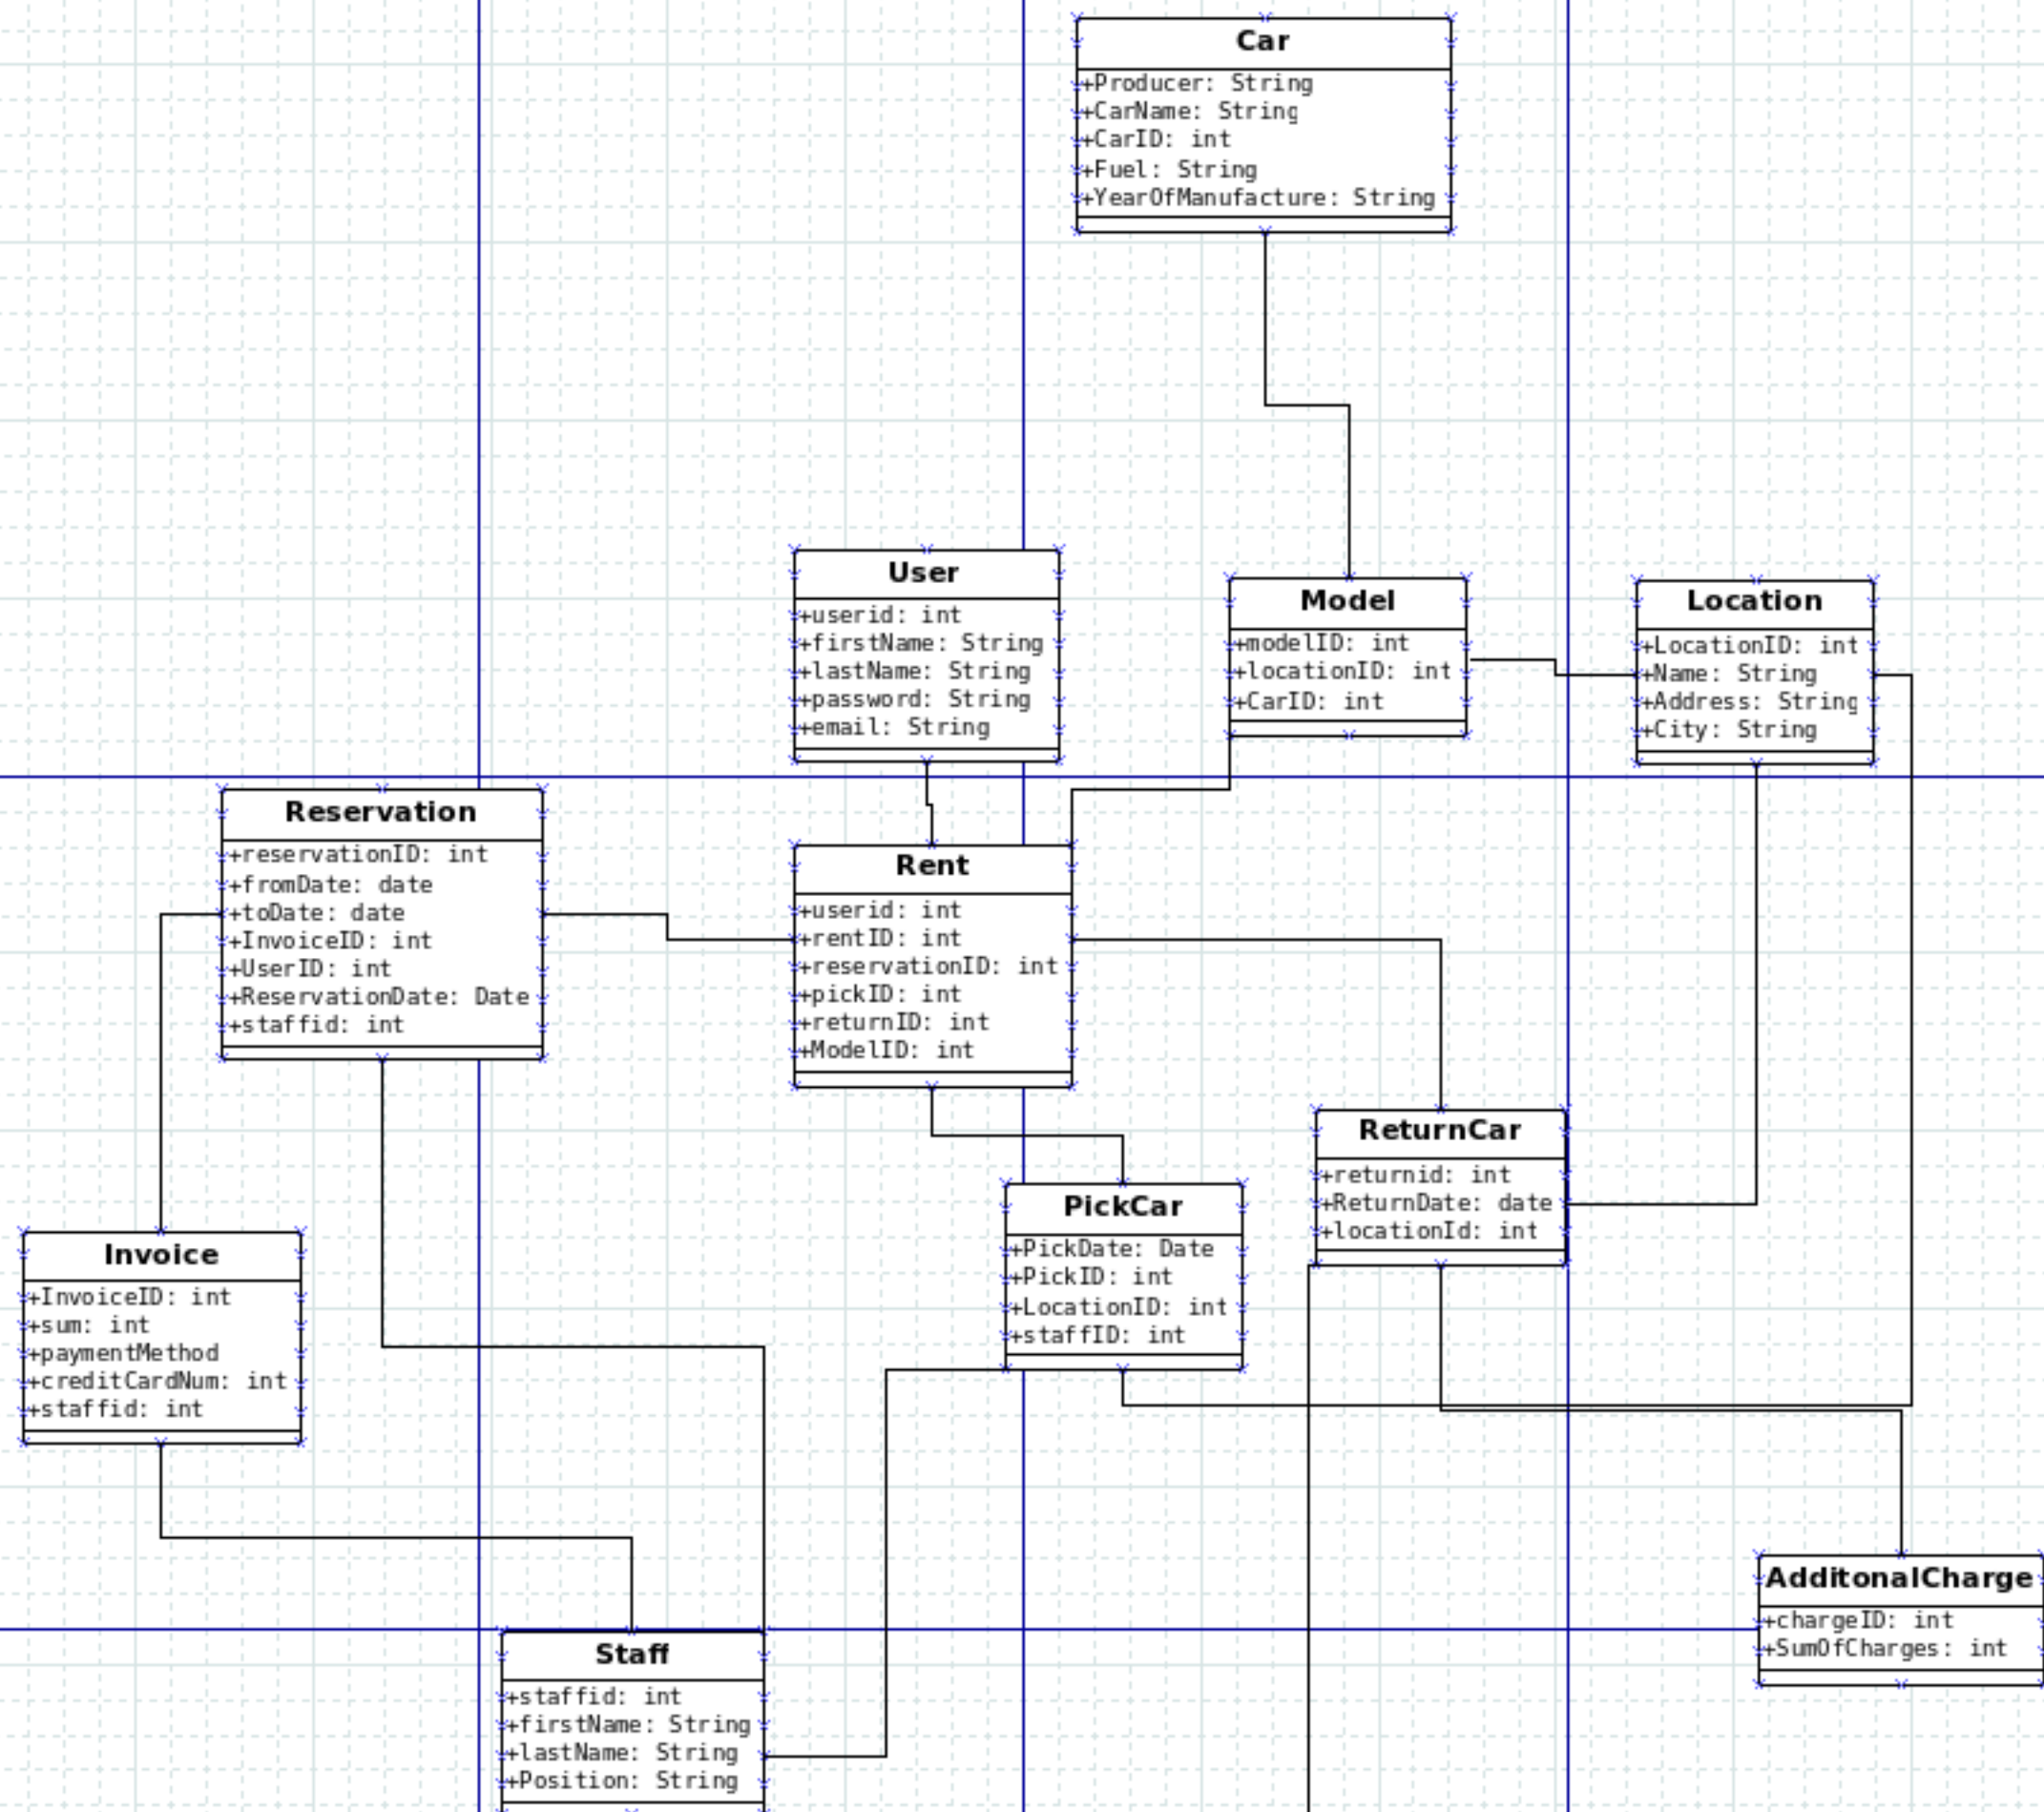 Car
+Producer: String
+CarName: String
+CarID: int
+Fuel: String
+YearOfManufacture: String
User
+userid: int
+firstName: String
+lastName: String
+password: String
+email: String
Model
+modelID: int
+locationID: int
+CarID: int
Location
+LocationID: int
+Name: String
+Address: String
+City: String
Reservation
+reservationID: int
+fromDate: date
+toDate: date
+InvoiceID: int
+UserID: int
+ReservationDate: Date
+staffid: int
Rent
+userid: int
+rentID: int
+reservationID: int
+pickID: int
+returnID: int
+ModelID: int
ReturnCar
+returnid: int
+ReturnDate: date
+locationId: int
PickCar
+PickDate: Date
+PickID: int
+LocationID: int
+staffID: int
Invoice
+InvoiceID: int
+sum: int
+paymentMethod
+creditCardNum: int
+staffid: int
AdditonalCharge
+chargeID: int
+SumOfCharges: int
Staff
+staffid: int
+firstName: String
+lastName: String
+Position: String